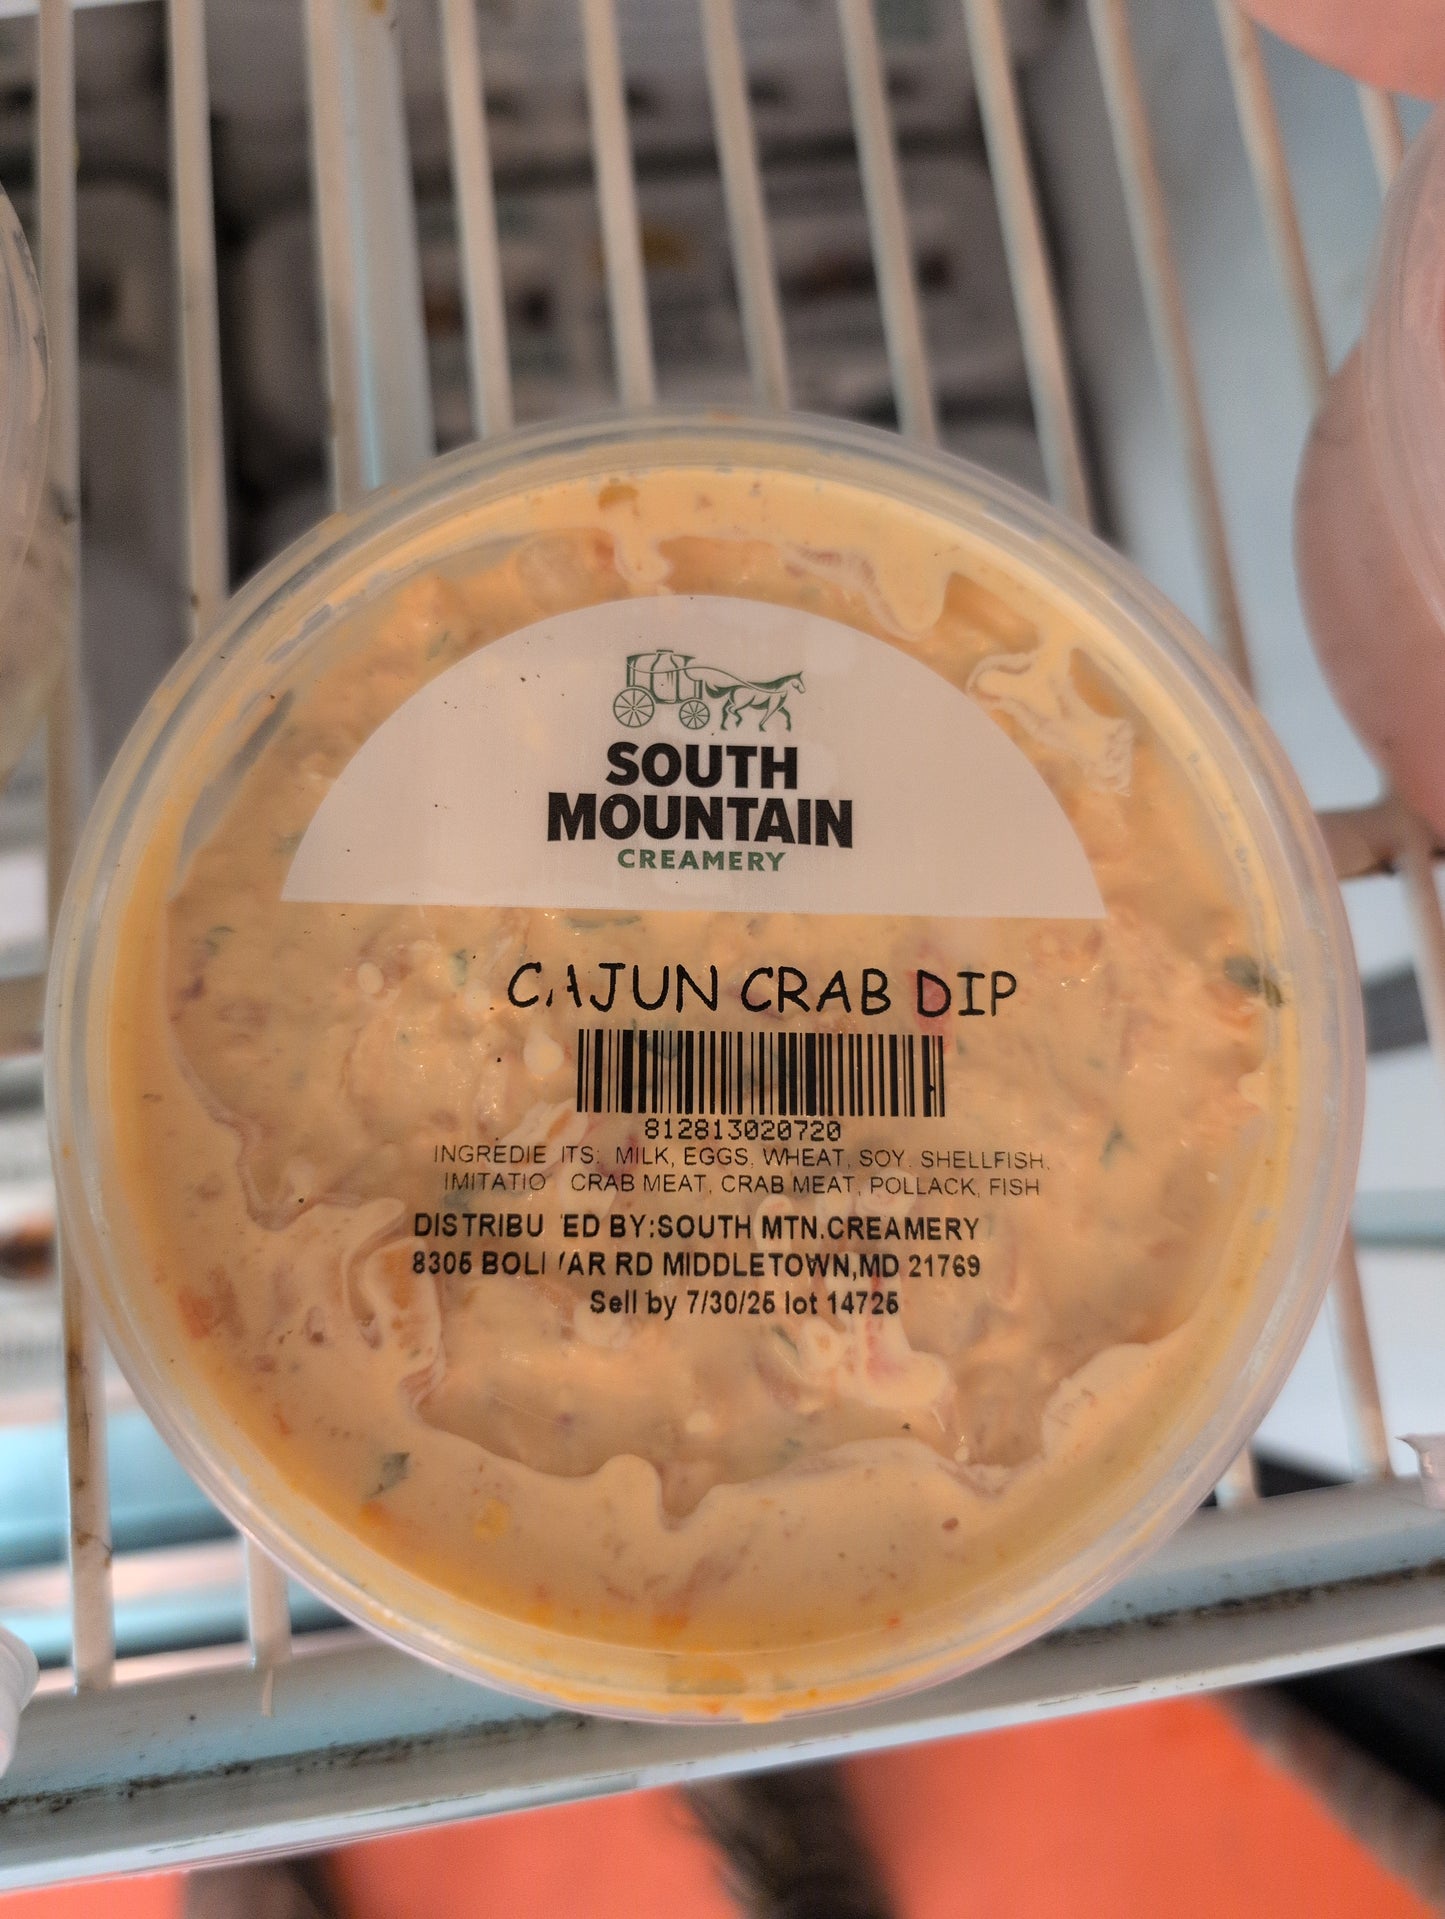 SOUTH
MOUNTAIN
CREAMERY
CAJUN CRAB DIP
812813020720
INGREDIE ITS: MILK, EGGS, WHEAT, SOY, SHELLFISH,
IMITATIO CRAB MEAT, CRAB MEAT, POLLACK, FISH
DISTRIBU ED BY:SOUTH MTN.CREAMERY
8305 BOLI /AR RD MIDDLETOWN,MD 21769
Sell by 7/30/25 lot 14725